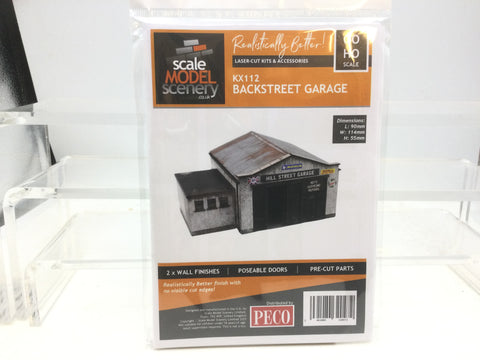 Realistically Better!
OO
HO
SCALE
LASER-CUT KITS & ACCESSORIES
scale
MODEL
scenery
.co.uk
KX112
BACKSTREET GARAGE
Dimensions:
L: 90mm
W: 114mm
H: 55mm
HILL STREET GARAGE
2 x WALL FINISHES
POSEABLE DOORS
PRE-CUT PARTS
Realistically Better finish with
no visible cut edges!
Distributed by
PECO